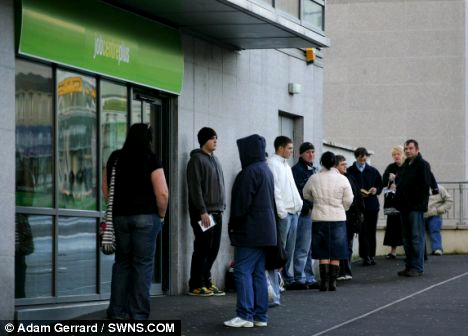 jobcentreplus
Adam Gerrard / SWNS.COM